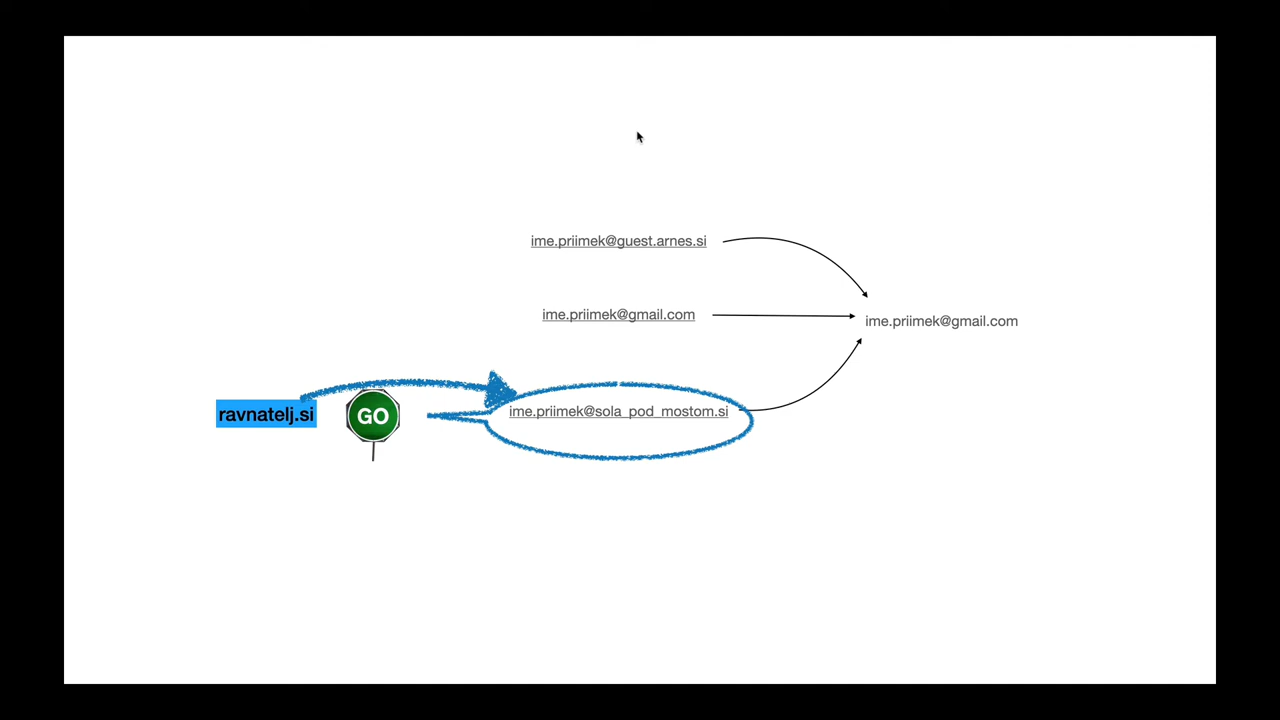 ime.priimek@guest.arnes.si
ime.priimek@gmail.com
ime.priimek@gmail.com
ravnatelj.si
GO
ime.priimek@sola_pod_mostom.si